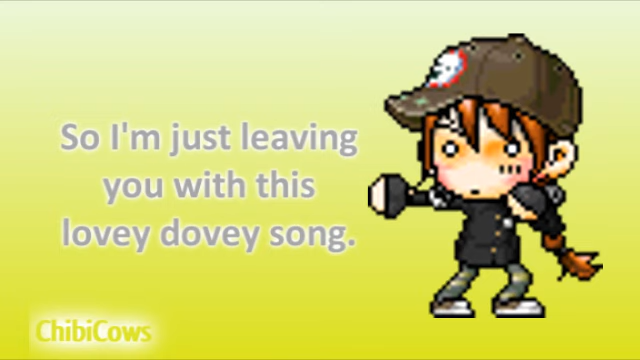 So I'm just leaving
you with this
lovey dovey song.
ChibiCows